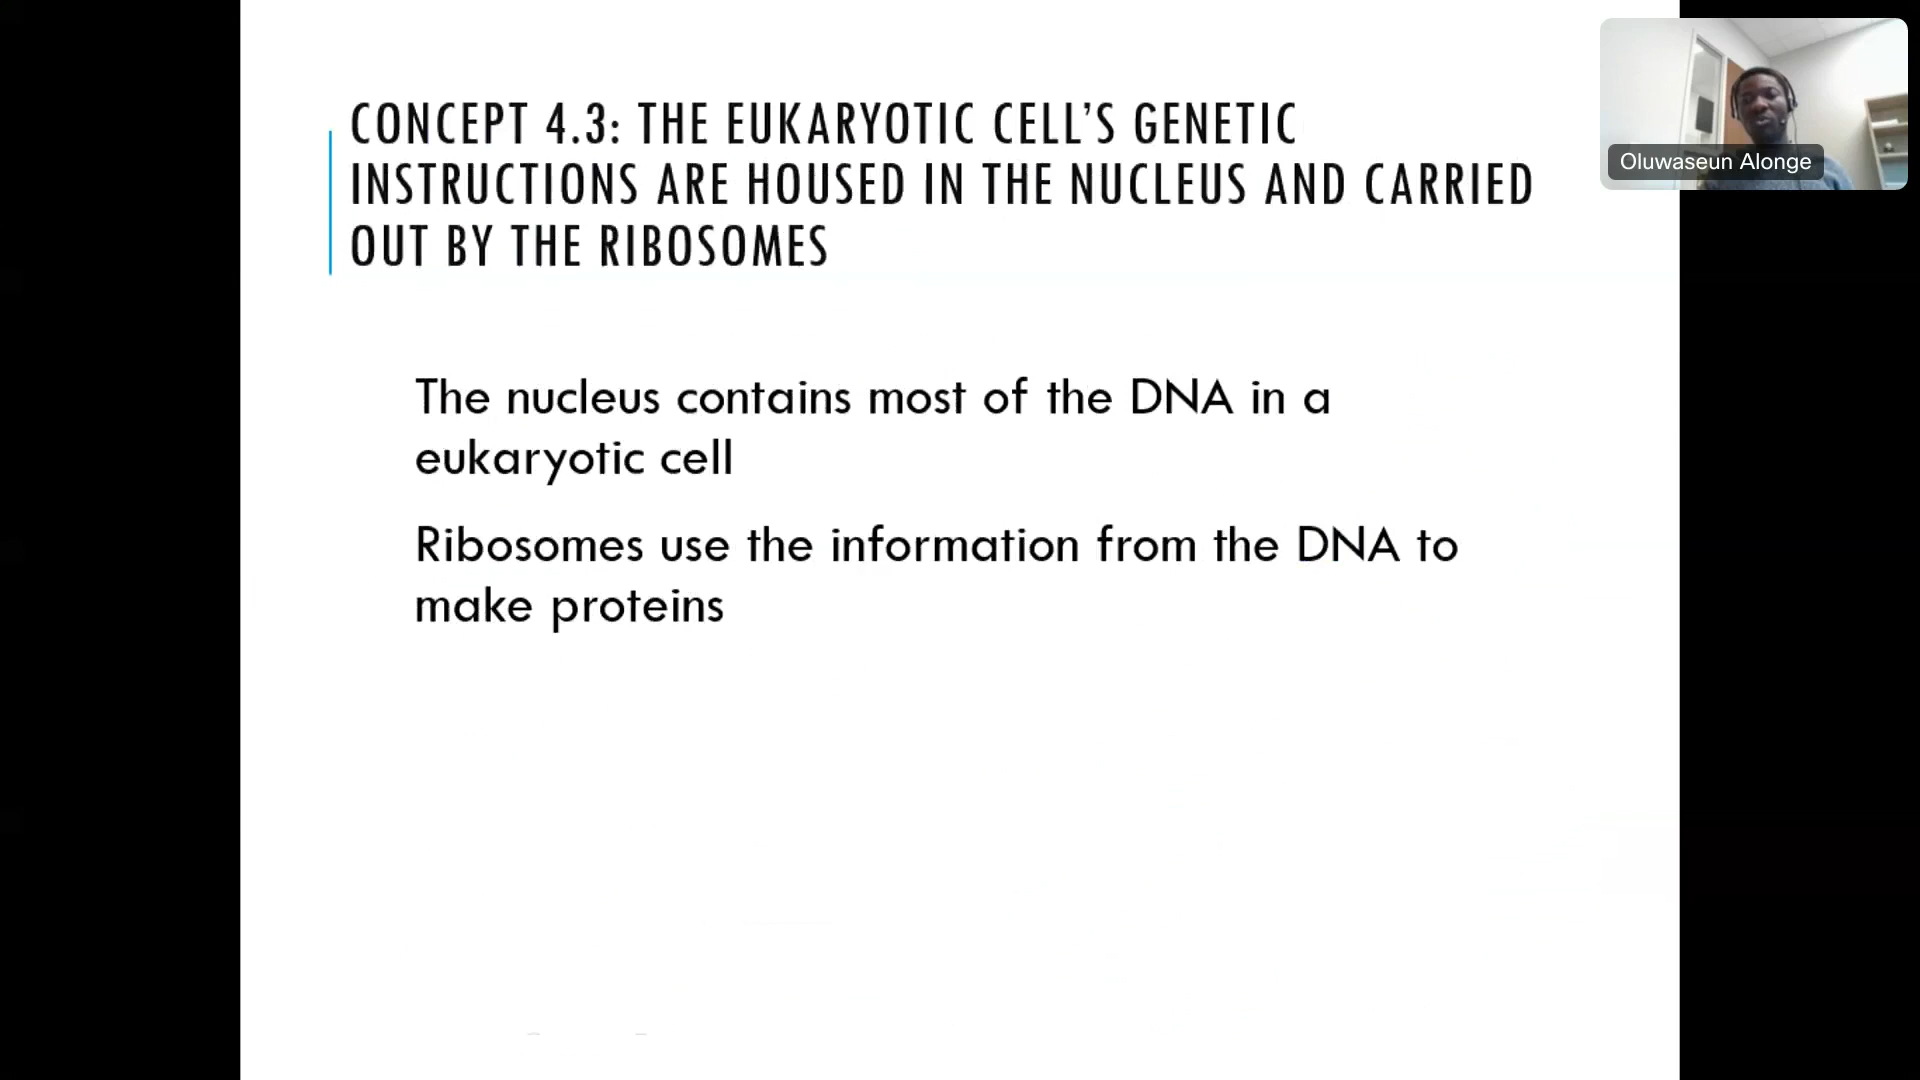 CONCEPT 4.3: THE EUKARYOTIC CELL’S GENETIC
INSTRUCTIONS ARE HOUSED IN THE NUCLEUS AND CARRIED
OUT BY THE RIBOSOMES
Oluwaseun Alonge
The nucleus contains most of the DNA in a
eukaryotic cell
Ribosomes use the information from the DNA to
make proteins